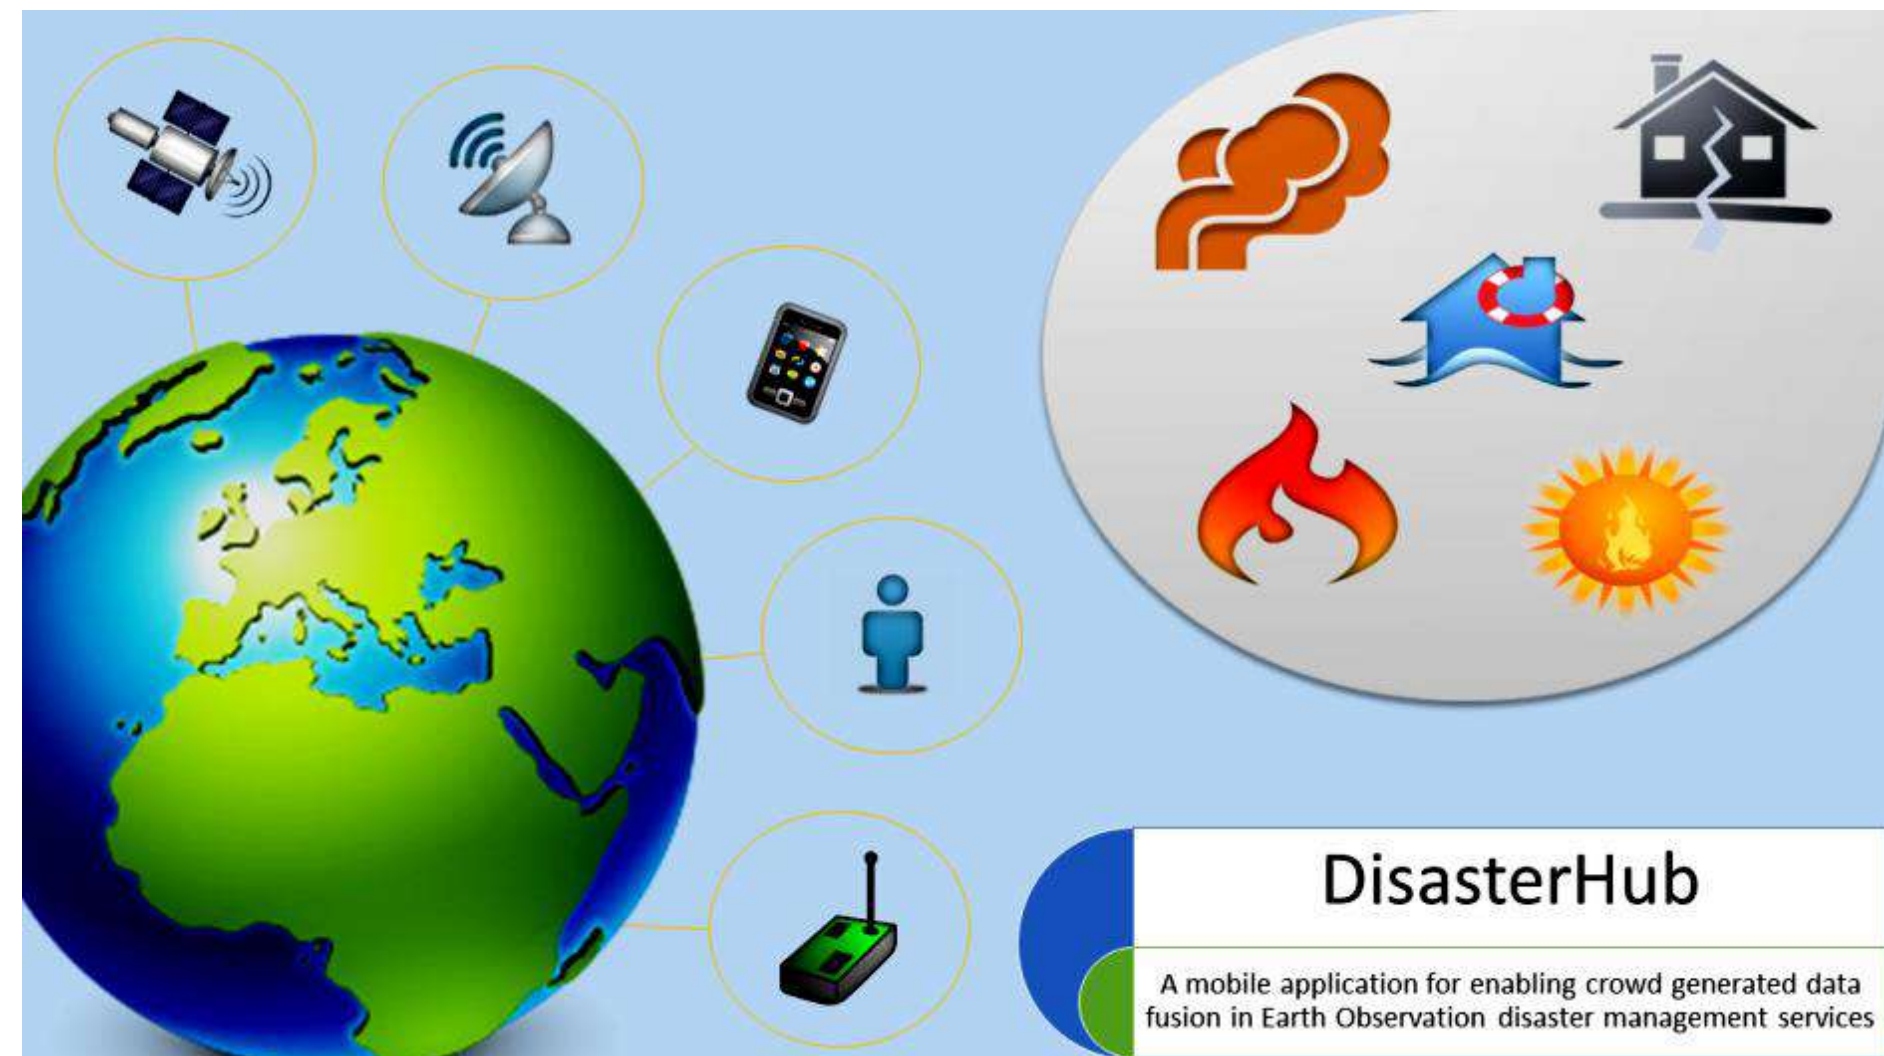 DisasterHub
A mobile application for enabling crowd generated data
fusion in Earth Observation disaster management services